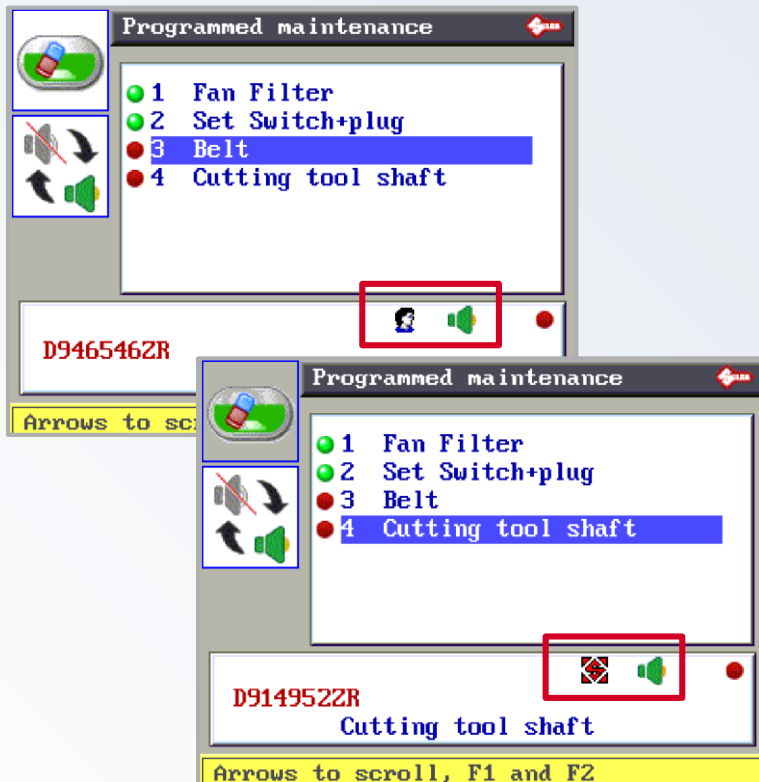 Programmed maintenance
1 Fan Filter
2 Set Switch+plug
3 Belt
4 Cutting tool shaft
D946546ZR
Arrows to sc
Programmed maintenance
1 Fan Filter
2 Set Switch+plug
3 Belt
4 Cutting tool shaft
D914952ZR
Cutting tool shaft
Arrows to scroll, F1 and F2